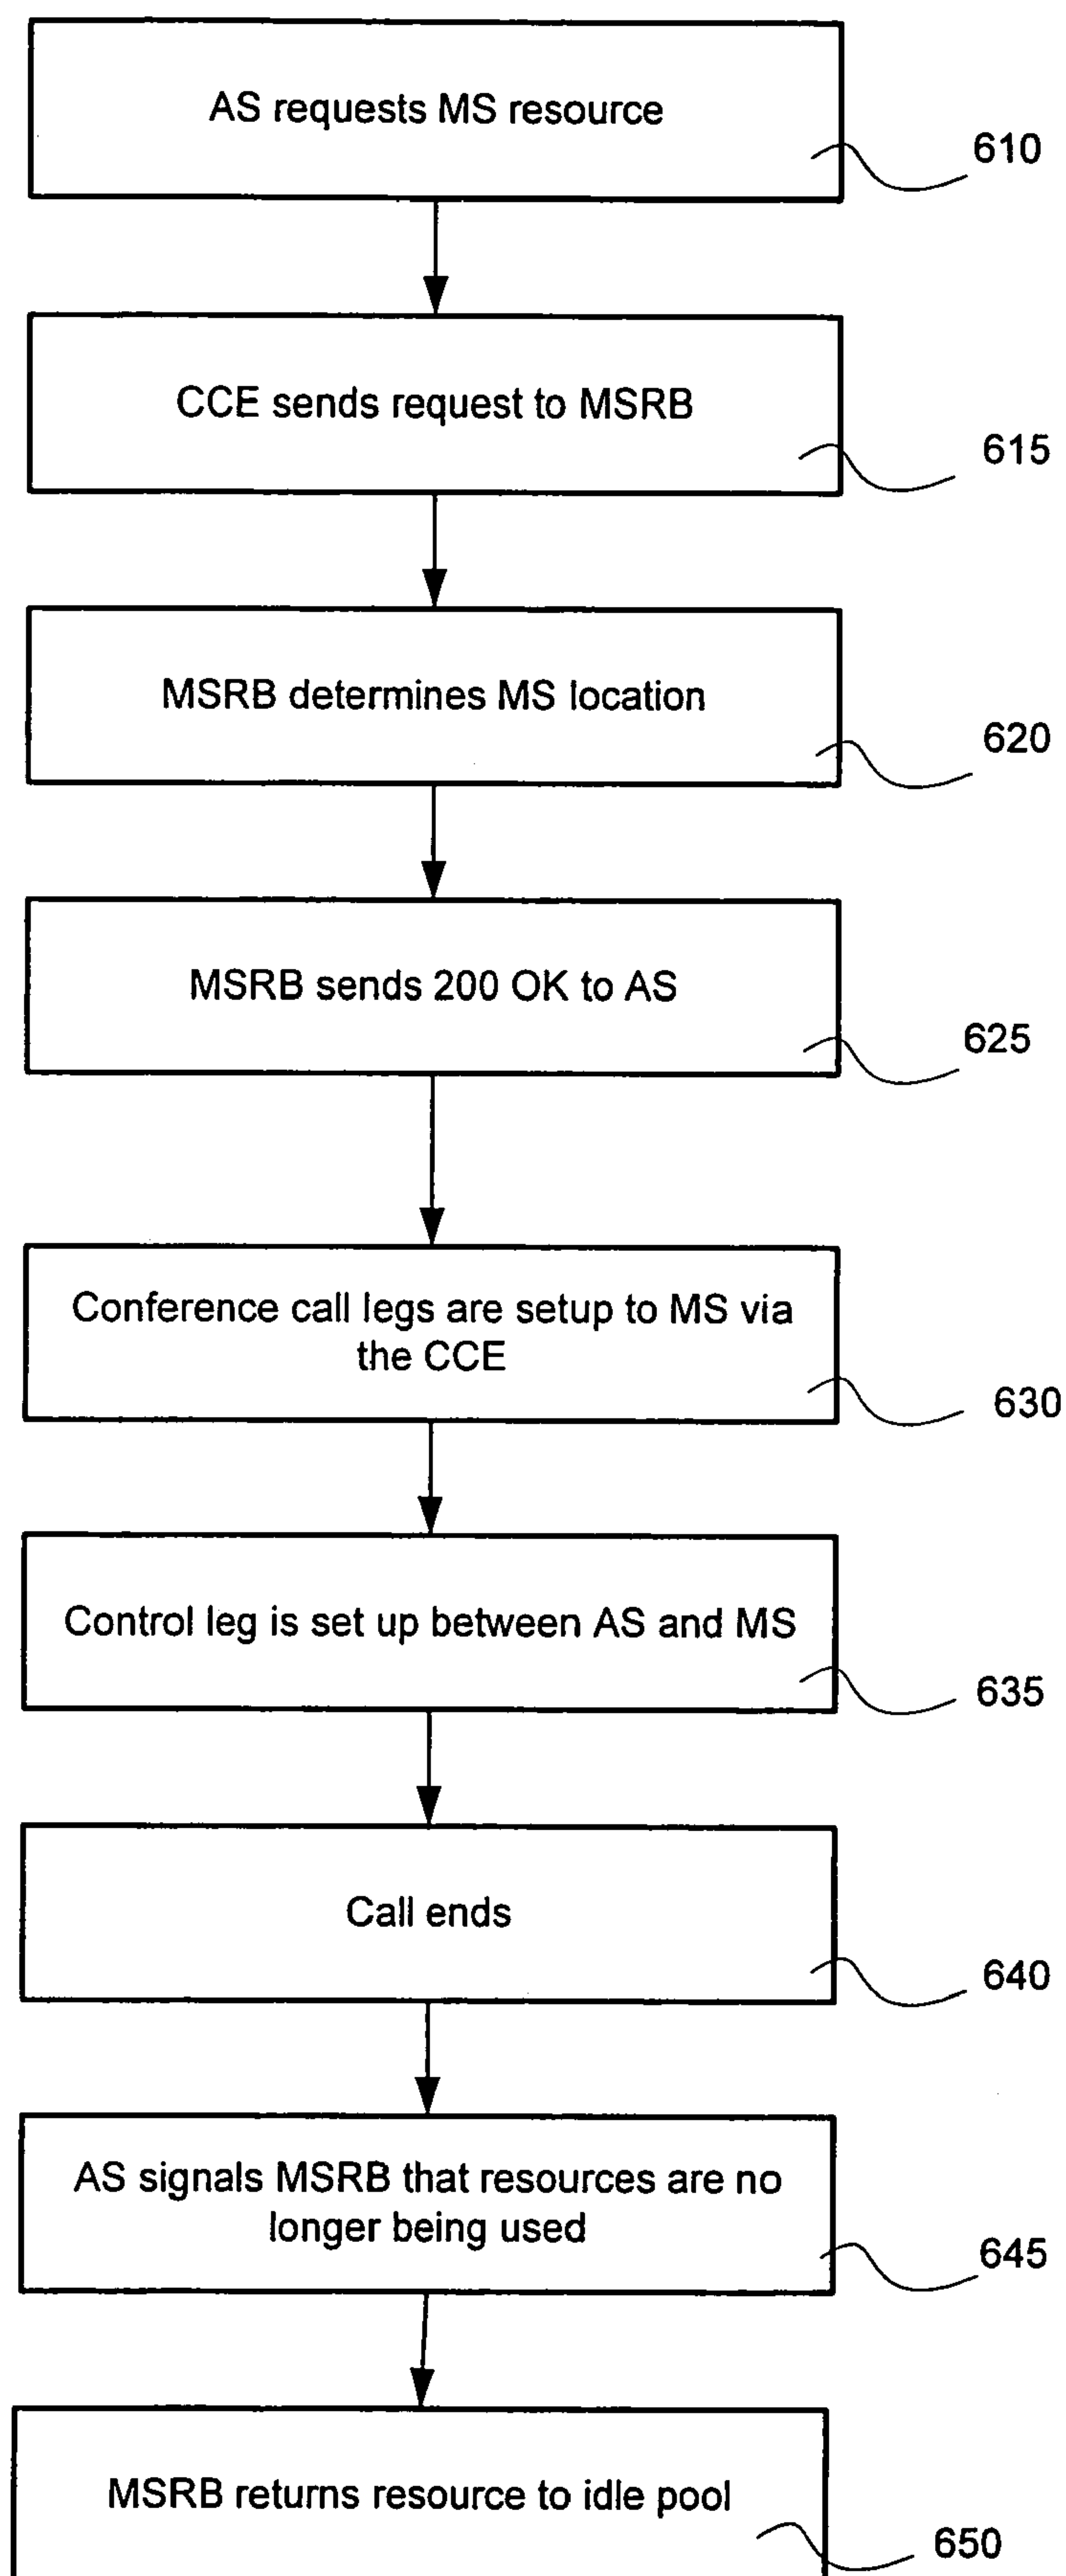 AS requests MS resource
610
CCE sends request to MSRB
615
MSRB determines MS location
620
MSRB sends 200 OK to AS
625
Conference call legs are setup to MS via
the CCE
630
Control leg is set up between AS and MS
635
Call ends
640
AS signals MSRB that resources are no
longer being used
645
MSRB returns resource to idle pool
650